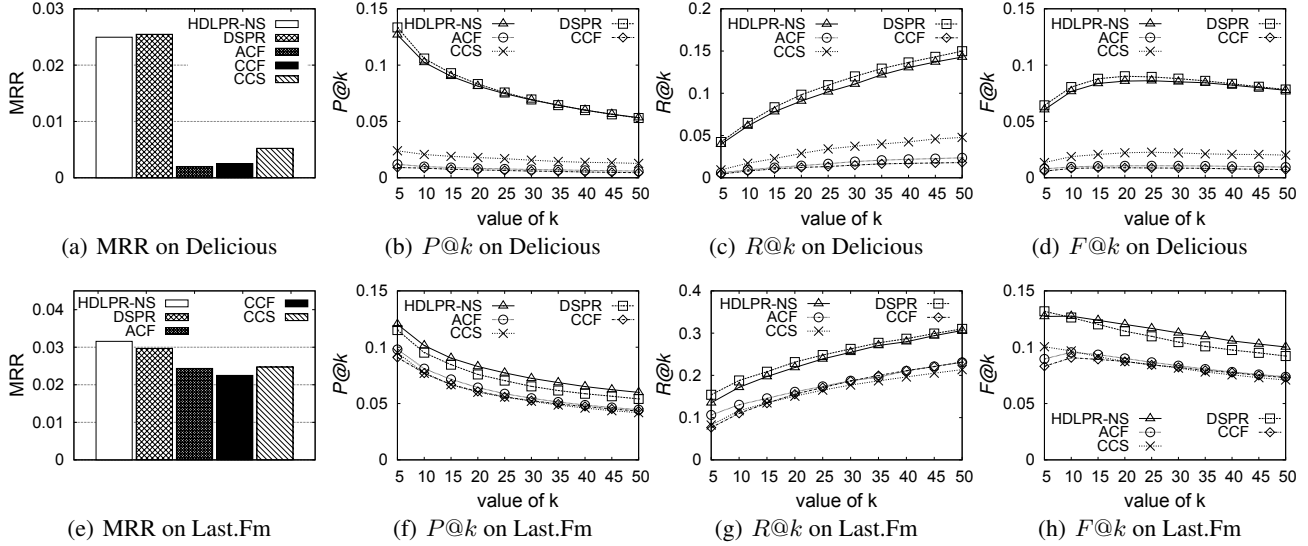 0.03
0.02
0.01
0
MRR
HDLPR-NS
DSPR
ACF
CCF
CCS
(a) MRR on Delicious
0.15
0.1
0.05
0
P@k
HDLPR-NS
ACF
CCS
DSPR
CCF
5 10 15 20 25 30 35 40 45 50
value of k
(b) P@k on Delicious
0.2
0.15
0.1
0.05
0
R@k
HDLPR-NS
ACF
CCS
DSPR
CCF
5 10 15 20 25 30 35 40 45 50
value of k
(c) R@k on Delicious
0.15
0.1
0.05
0
F@k
HDLPR-NS
ACF
CCS
DSPR
CCF
5 10 15 20 25 30 35 40 45 50
value of k
(d) F@k on Delicious
0.04
0.03
0.02
0.01
0
MRR
HDLPR-NS
DSPR
ACF
CCF
CCS
(e) MRR on Last.Fm
0.15
0.1
0.05
0
P@k
HDLPR-NS
ACF
CCS
DSPR
CCF
5 10 15 20 25 30 35 40 45 50
value of k
(f) P@k on Last.Fm
0.4
0.3
0.2
0.1
0
R@k
HDLPR-NS
ACF
CCS
DSPR
CCF
5 10 15 20 25 30 35 40 45 50
value of k
(g) R@k on Last.Fm
0.15
0.1
0.05
0
F@k
HDLPR-NS
ACF
CCS
DSPR
CCF
5 10 15 20 25 30 35 40 45 50
value of k
(h) F@k on Last.Fm